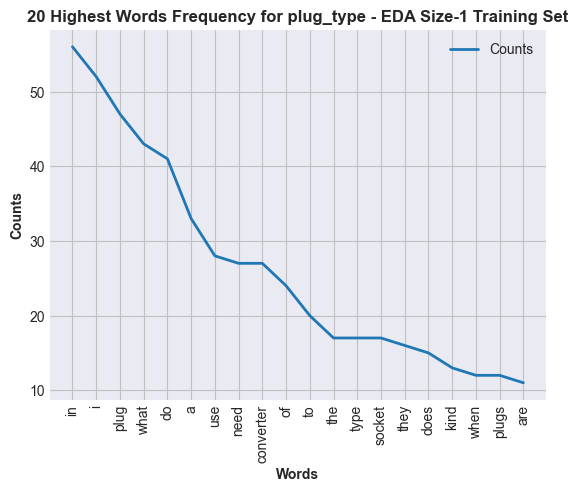 20 Highest Words Frequency for plug_type - EDA Size-1 Training Set
Counts
50
40
30
20
10
Counts
in
i
plug
what
do
a
use
need
converter
of
to
the
type
socket
they
does
kind
when
plugs
are
Words